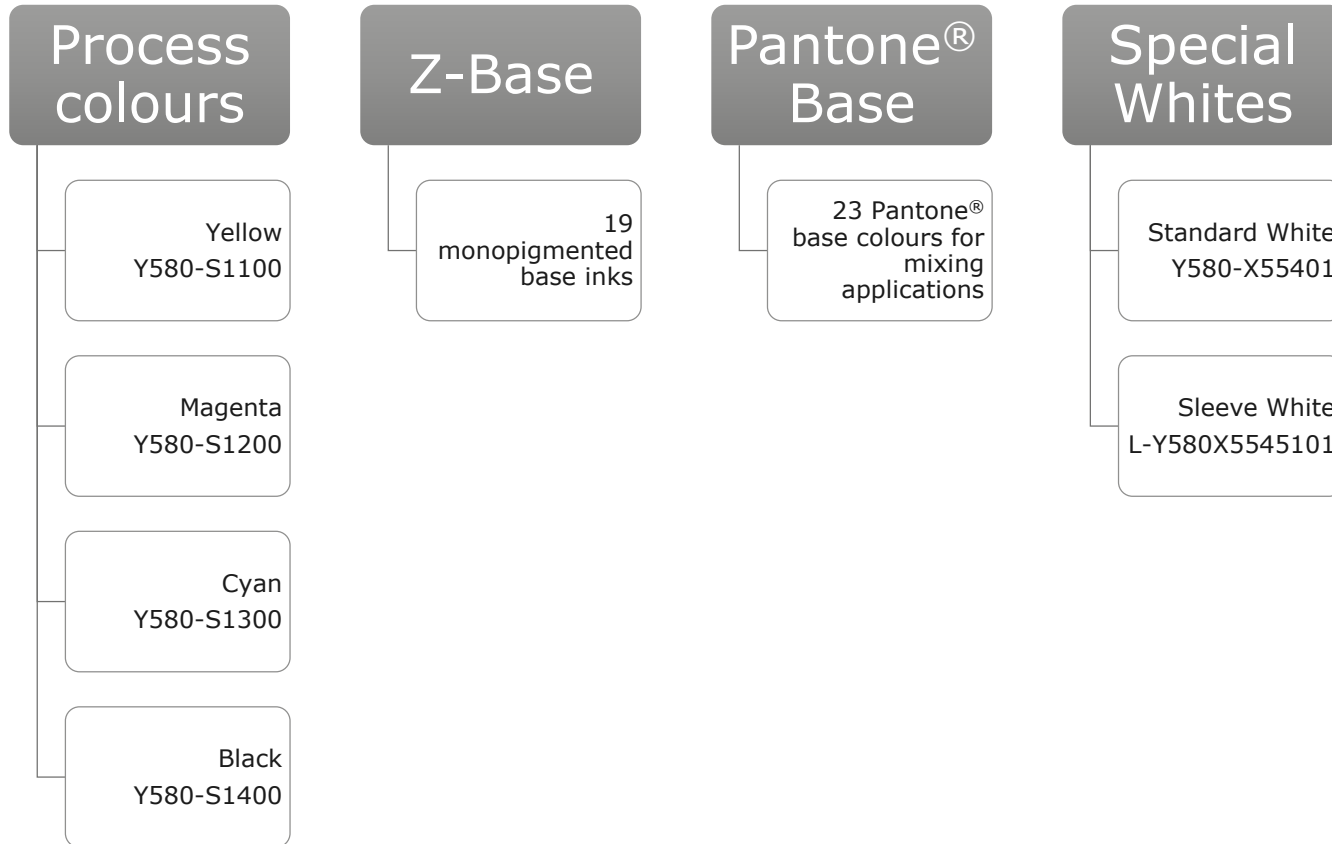 Process
colours
Yellow
Y580-S1100
Magenta
Y580-S1200
Cyan
Y580-S1300
Black
Y580-S1400
Z-Base
19
monopigmented
base inks
Pantone®
Base
23 Pantone®
base colours for
mixing
applications
Special
Whites
Standard White
Y580-X55401
Sleeve White
L-Y580X5545101